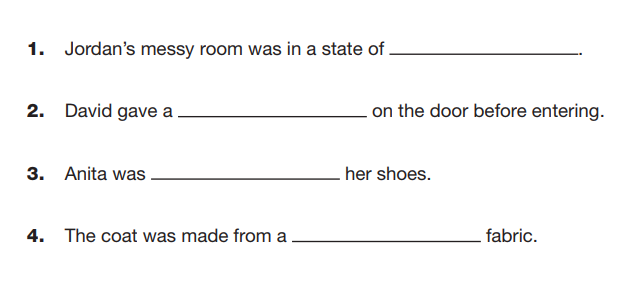 1. Jordan’s messy room was in a state of ____________________.
2. David gave a ____________________ on the door before entering.
3. Anita was ____________________ her shoes.
4. The coat was made from a ____________________ fabric.